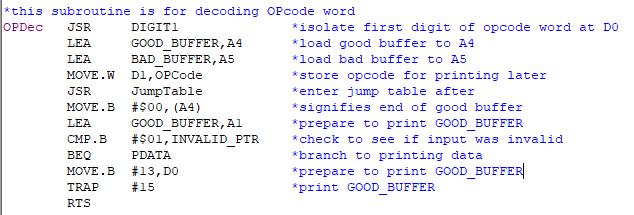 *this subroutine is for decoding OPcode word
OPDec JSR DIGIT1 *isolate first digit of opcode word at D0
LEA GOOD_BUFFER,A4 *load good buffer to A4
LEA BAD_BUFFER,A5 *load bad buffer to A5
MOVE.W D1,OPCode *store opcode for printing later
JSR JumpTable *enter jump table after
MOVE.B #$00,(A4) *signifies end of good buffer
LEA GOOD_BUFFER,A1 *prepare to print GOOD_BUFFER
CMP.B #$01,INVALID_PTR *check to see if input was invalid
BEQ PDATA *branch to printing data
MOVE.B #13,D0 *prepare to print GOOD_BUFFER
TRAP #15 *print GOOD_BUFFER
RTS